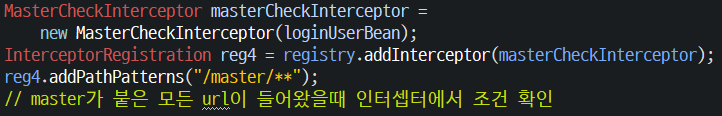 MasterCheckInterceptor masterCheckInterceptor =
new MasterCheckInterceptor(loginUserBean);
InterceptorRegistration reg4 = registry.addInterceptor(masterCheckInterceptor);
reg4.addPathPatterns("/master/**");
// master가 붙은 모든 url이 들어왔을때 인터셉터에서 조건 확인